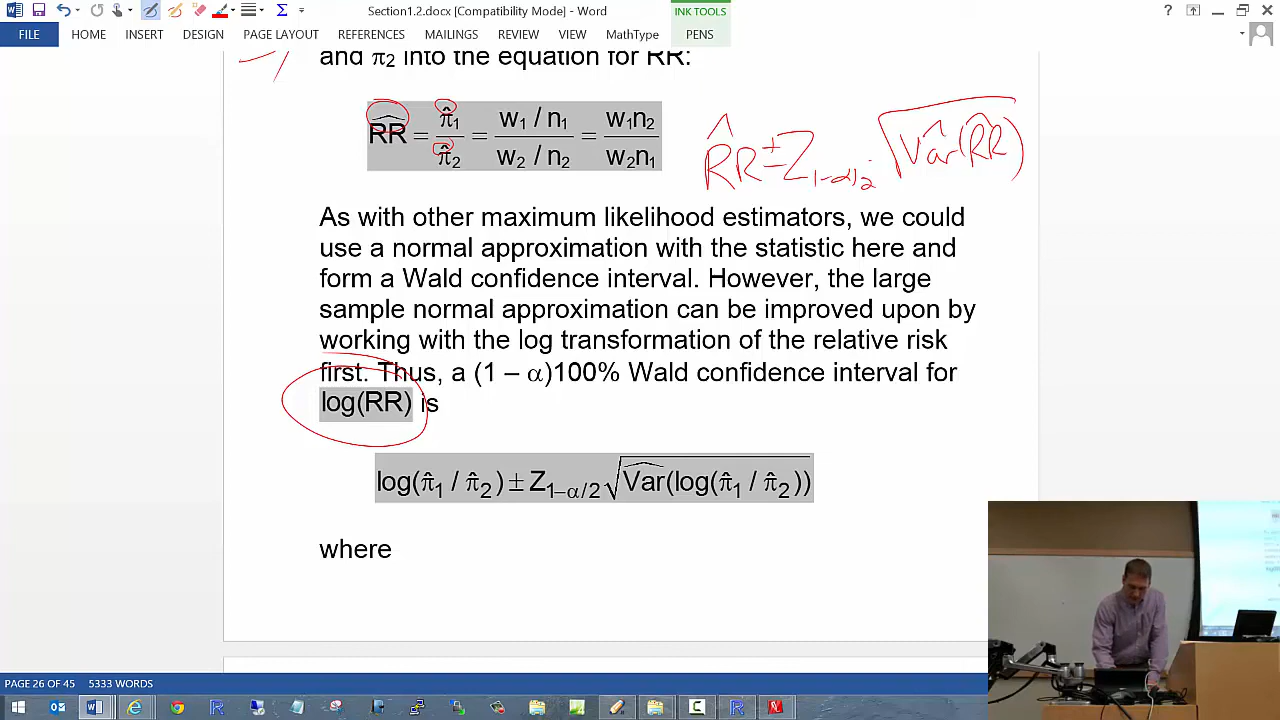 Section1.2.docx [Compatibility Mode] - Word
INK TOOLS
FILE HOME INSERT DESIGN PAGE LAYOUT REFERENCES MAILINGS REVIEW VIEW MathType PENS
and π2 into the equation for RR:
R̂R = π̂1 / π̂2 = (w1 / n1) / (w2 / n2) = w1n2 / w2n1
R̂R ± Z1-α/2 √Var̂(R̂R)
As with other maximum likelihood estimators, we could
use a normal approximation with the statistic here and
form a Wald confidence interval. However, the large
sample normal approximation can be improved upon by
working with the log transformation of the relative risk
first. Thus, a (1 – α)100% Wald confidence interval for
log(RR) is
log(π̂1 / π̂2) ± Z1−α/2 √Var̂(log(π̂1 / π̂2))
where
PAGE 26 OF 45 5333 WORDS